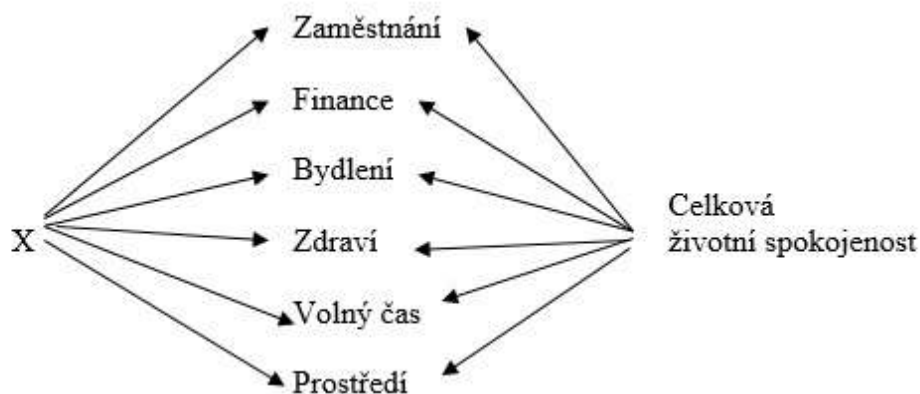 Zaměstnání
Finance
Bydlení
X
Zdraví
Volný čas
Prostředí
Celková
životní spokojenost